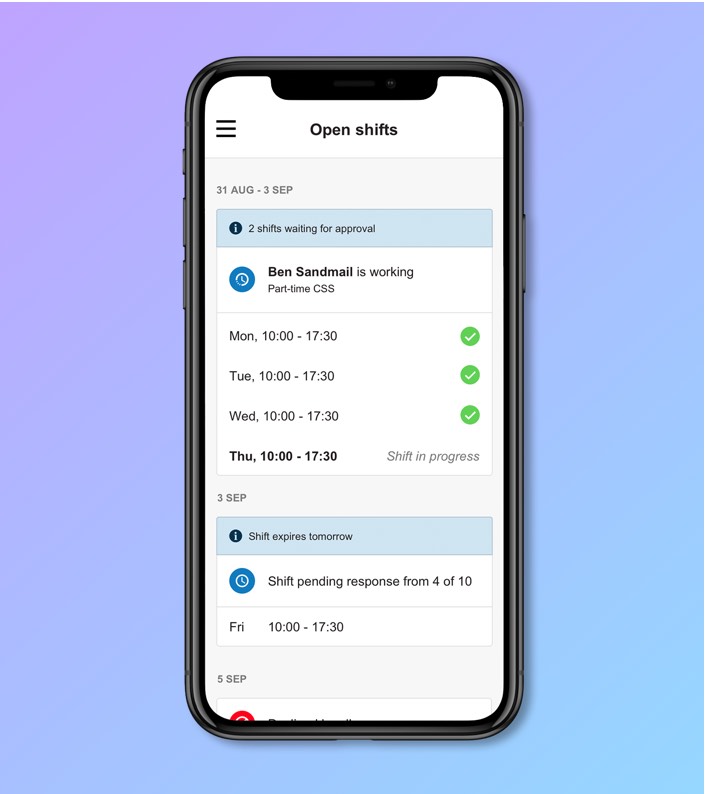 Open shifts
31 AUG - 3 SEP
2 shifts waiting for approval
Ben Sandmail is working
Part-time CSS
Mon, 10:00 - 17:30
Tue, 10:00 - 17:30
Wed, 10:00 - 17:30
Thu, 10:00 - 17:30 Shift in progress
3 SEP
Shift expires tomorrow
Shift pending response from 4 of 10
Fri 10:00 - 17:30
5 SEP